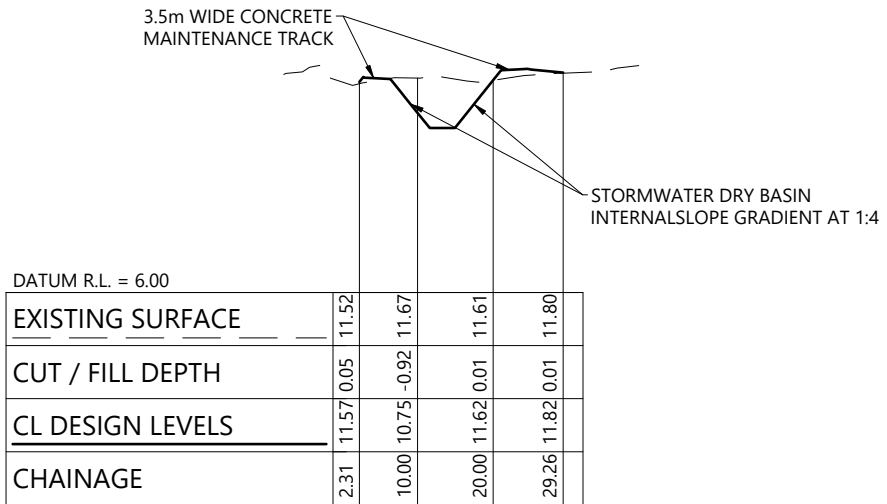 3.5m WIDE CONCRETE
MAINTENANCE TRACK
STORMWATER DRY BASIN
INTERNALSLOPE GRADIENT AT 1:4
DATUM R.L. = 6.00
EXISTING SURFACE 11.52 11.67 11.61 11.80
CUT / FILL DEPTH 0.05 -0.92 0.01 0.01
CL DESIGN LEVELS 11.57 10.75 11.62 11.82
CHAINAGE 2.31 10.00 20.00 29.26